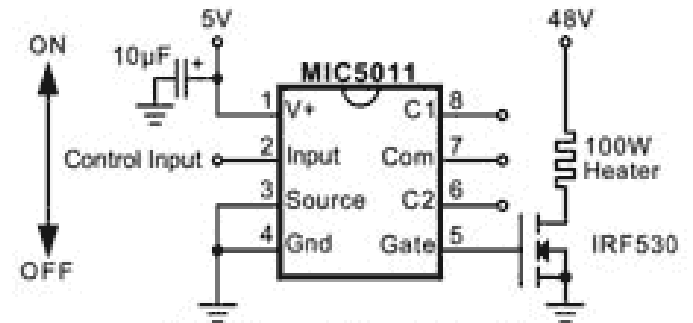 5V
48V
ON
10µF +
MIC5011
1 V+ C1 8
100W
Heater
Control Input 2 Input Com 7
3 Source C2 6
4 Gnd Gate 5
IRF530
OFF